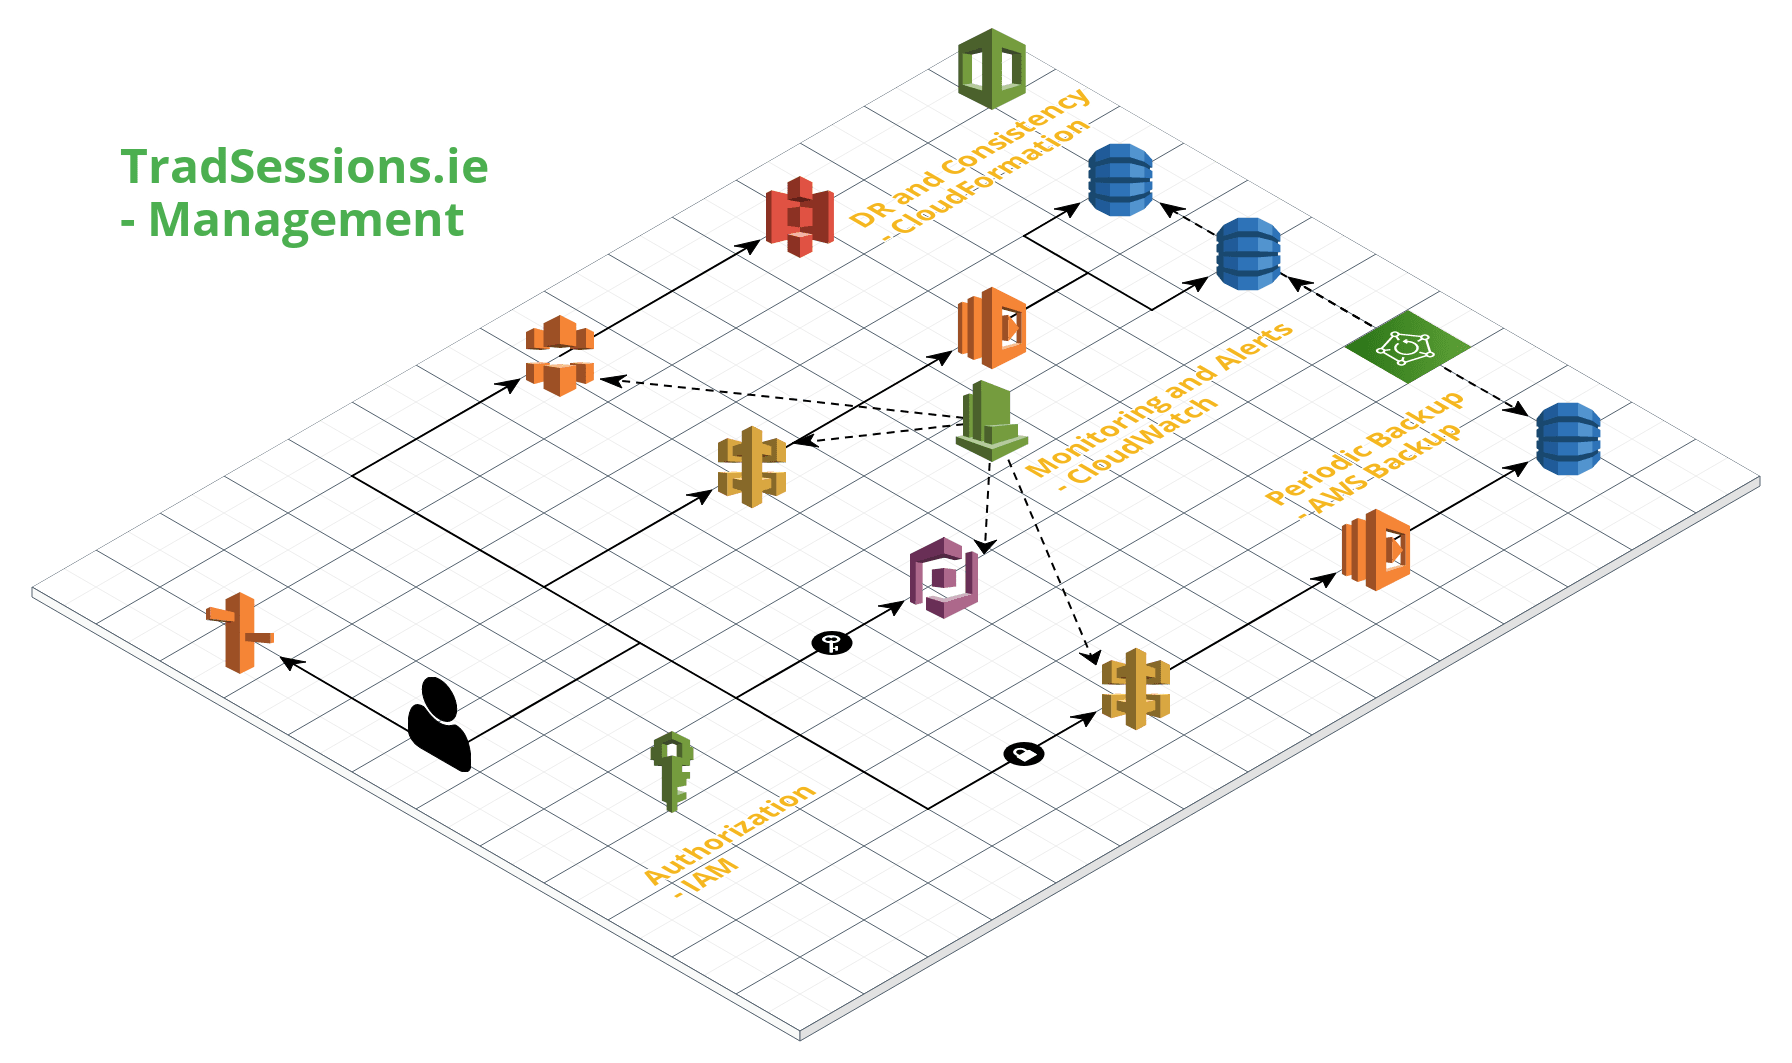 TradSessions.ie
- Management
DR and Consistency
- CloudFormation
Monitoring and Alerts
- CloudWatch
Periodic Backup
- AWS Backup
Authorization
- IAM